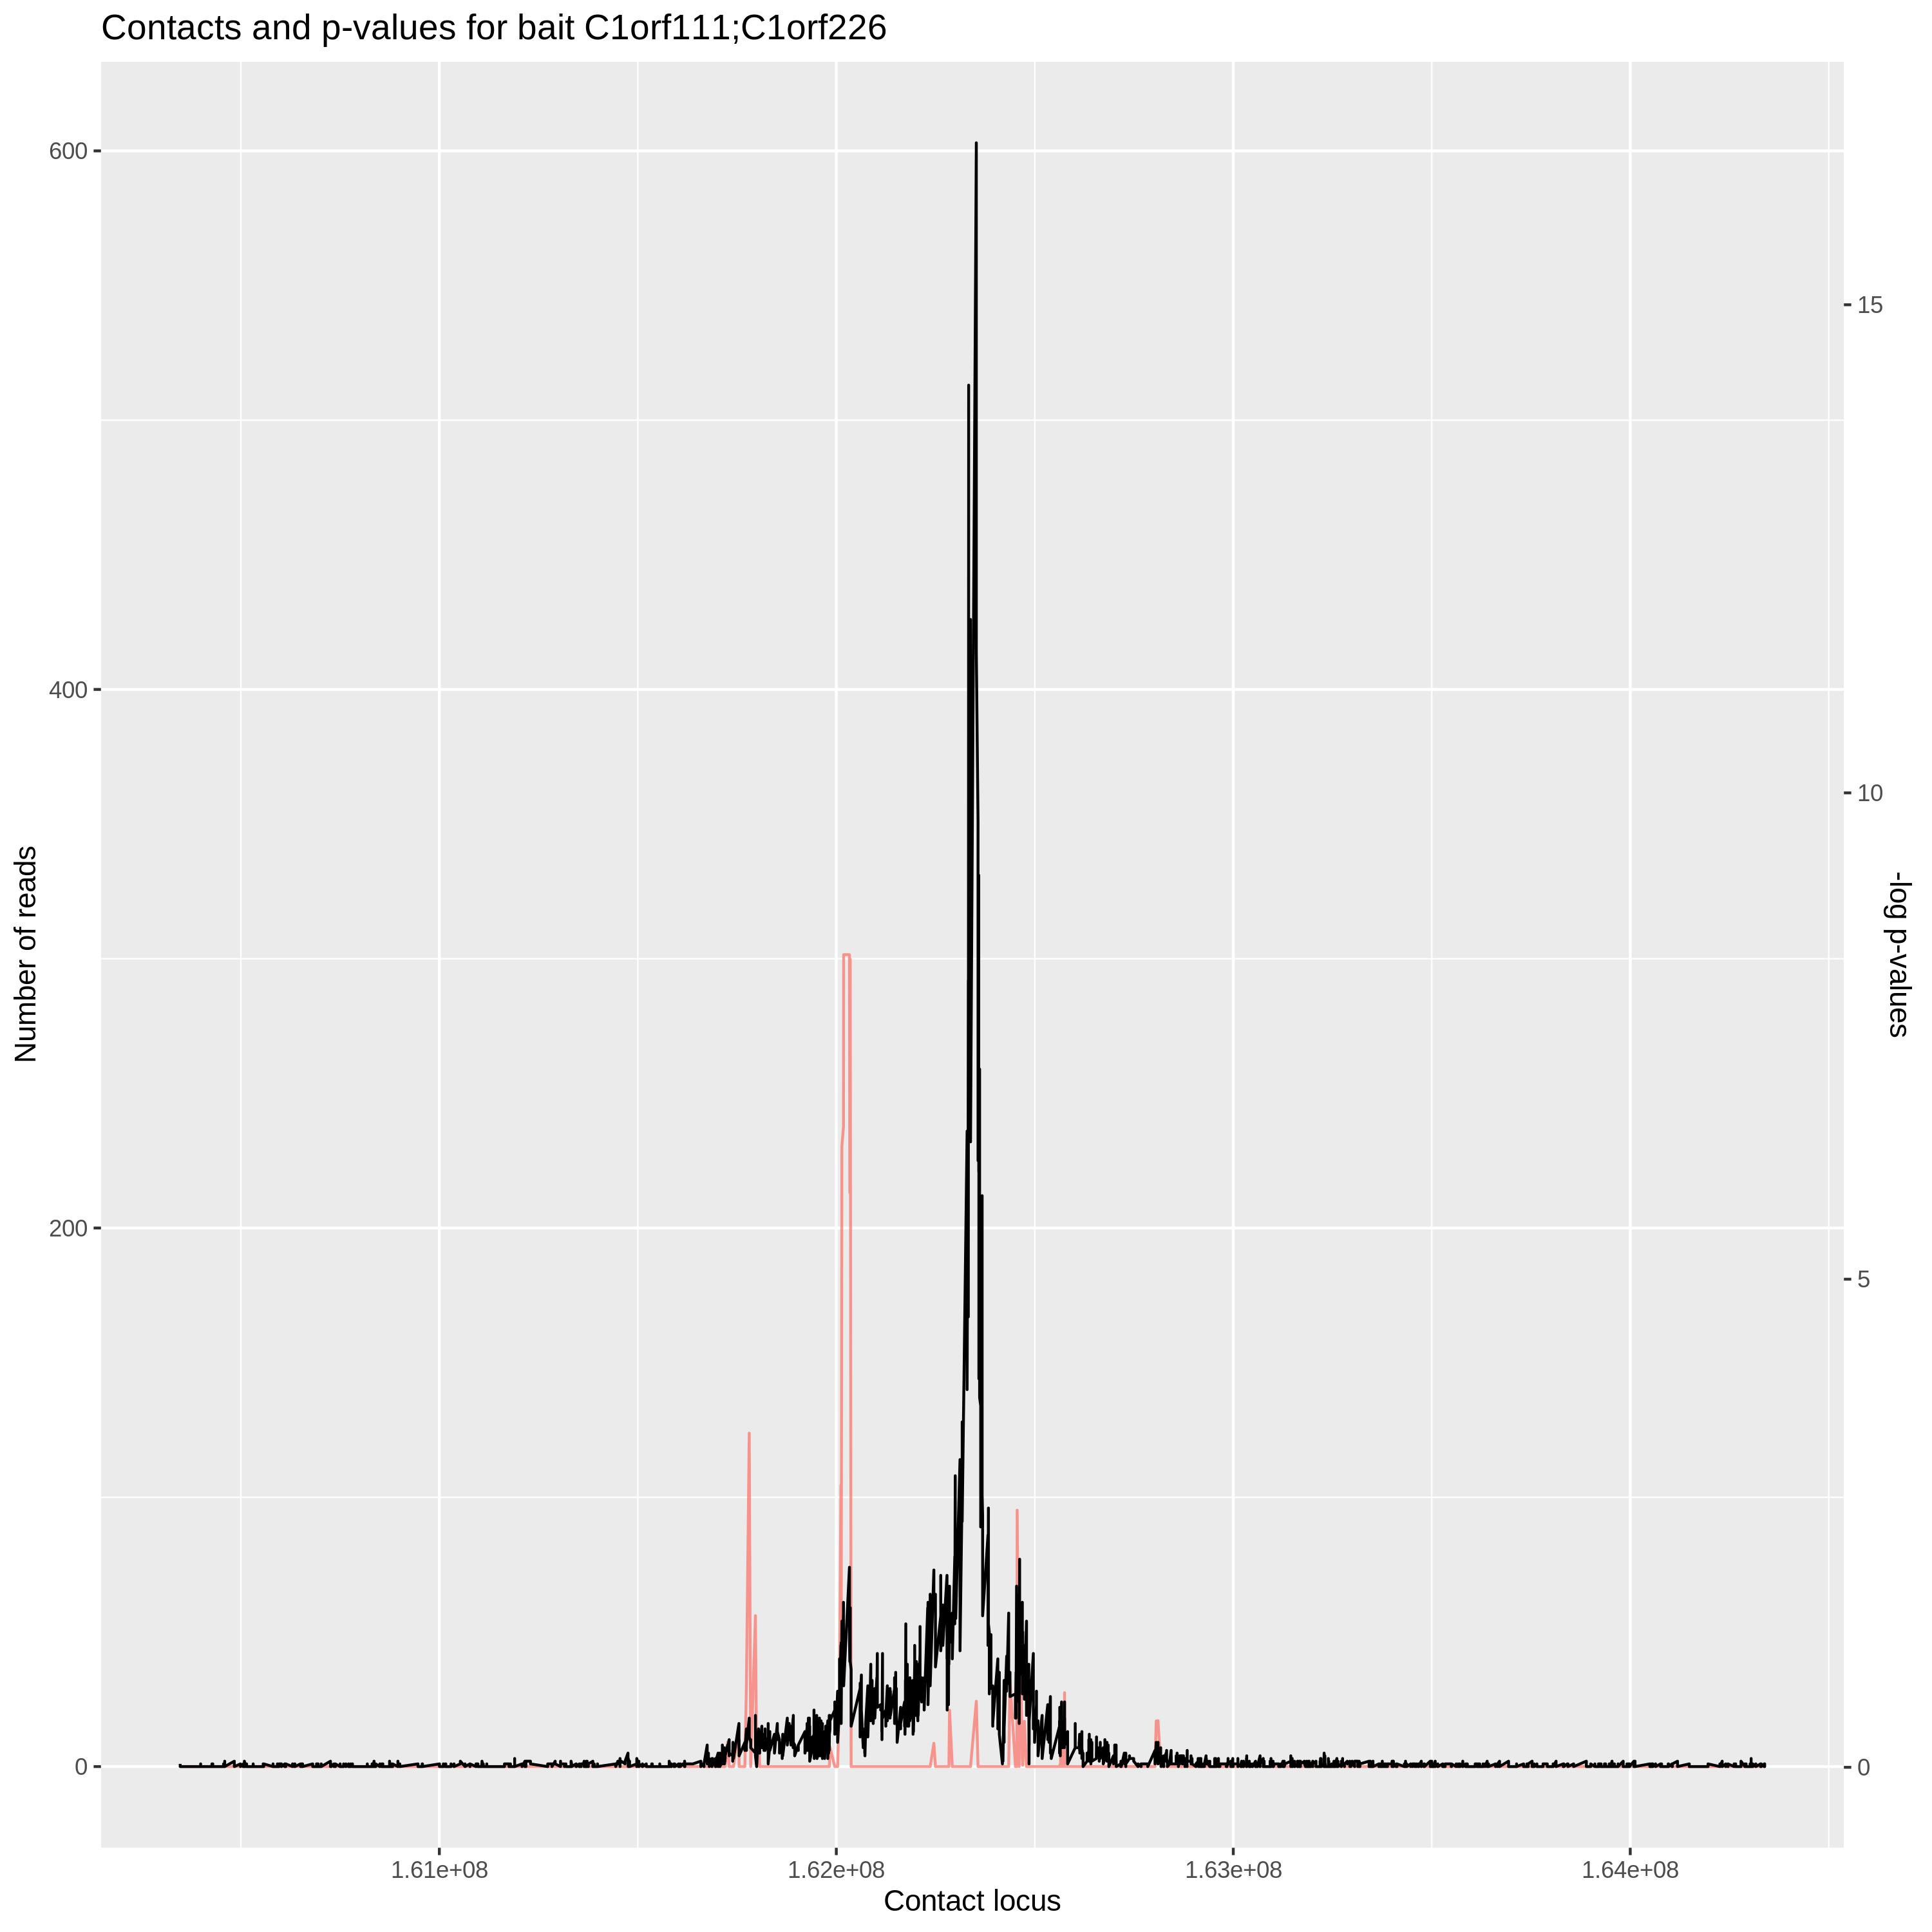 Contacts and p-values for bait C1orf111;C1orf226
600
400
200
0
Number of reads
15
10
5
0
-log p-values
1.61e+08 1.62e+08 1.63e+08 1.64e+08
Contact locus